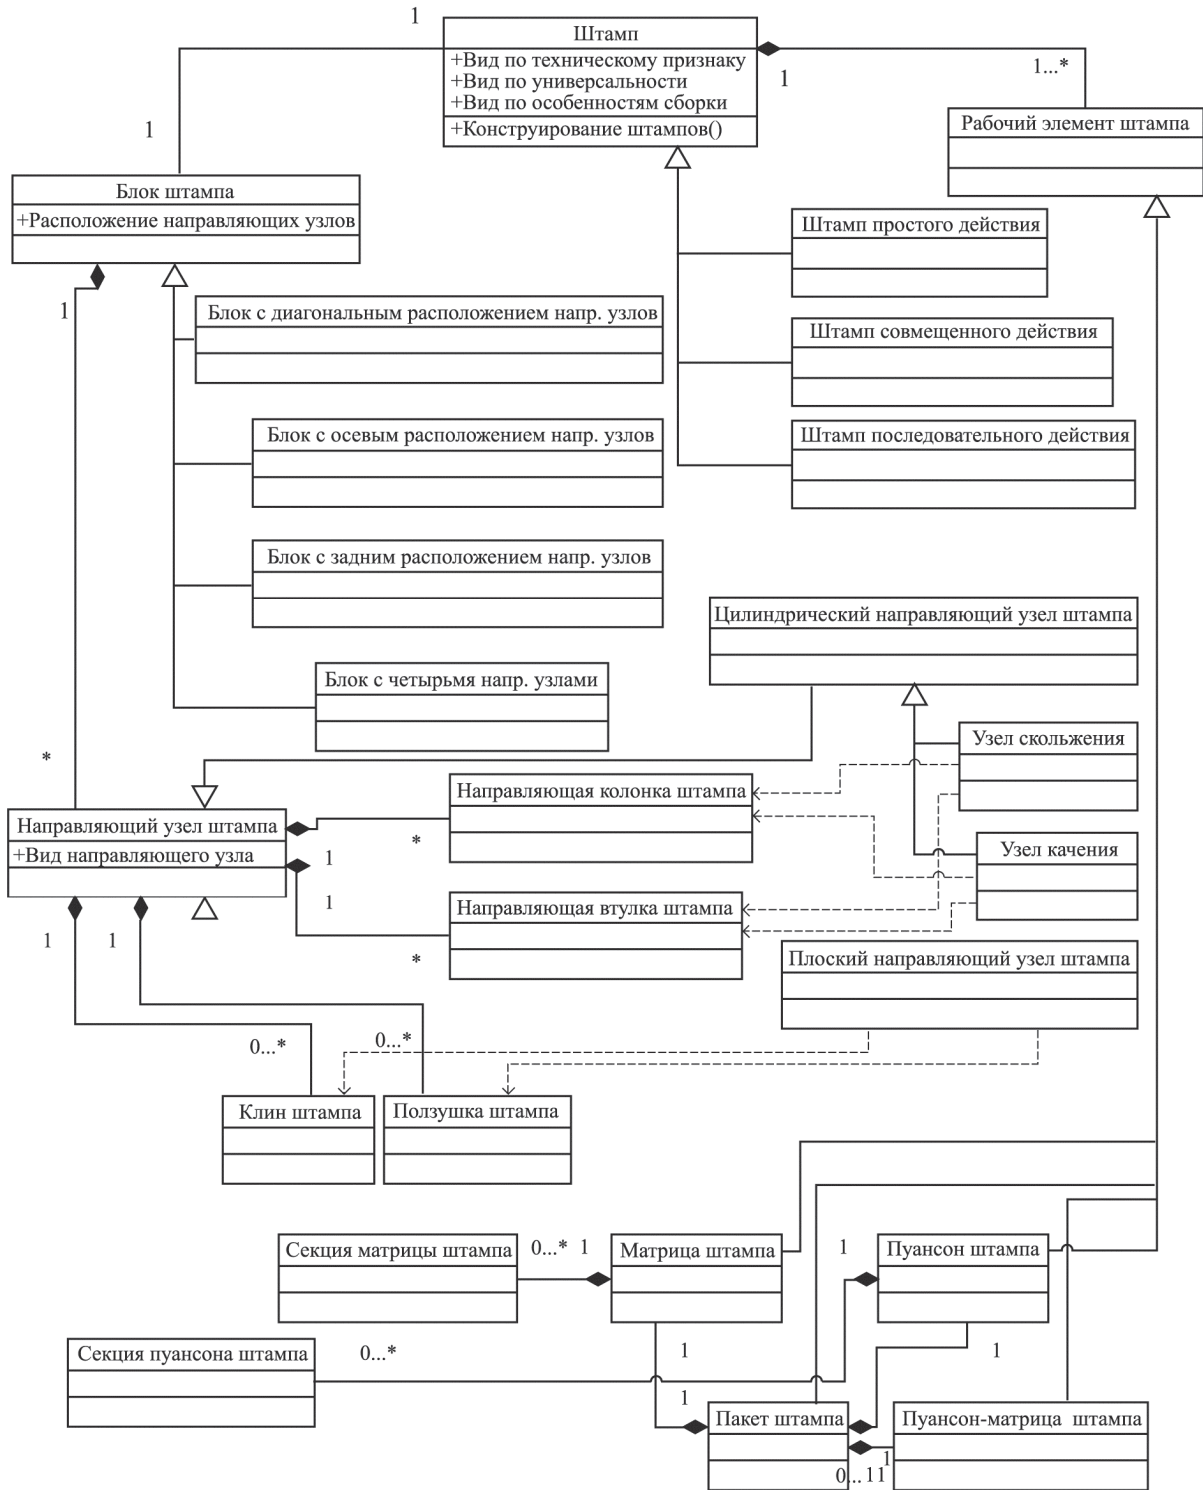 1
Штамп
+Вид по техническому признаку
+Вид по универсальности
+Вид по особенностям сборки
+Конструирование штампов()
1
1...*
Рабочий элемент штампа
1
Блок штампа
+Расположение направляющих узлов
1
Штамп простого действия
Блок с диагональным расположением напр. узлов
Штамп совмещенного действия
Блок с осевым расположением напр. узлов
Штамп последовательного действия
Блок с задним расположением напр. узлов
Цилиндрический направляющий узел штампа
Блок с четырьмя напр. узлами
Узел скольжения
*
Направляющая колонка штампа
Направляющий узел штампа
+Вид направляющего узла
*
1
Узел качения
1
Направляющая втулка штампа
*
1
1
Плоский направляющий узел штампа
0...*
0...*
Клин штампа
Ползушка штампа
Секция матрицы штампа
0...*
1
Матрица штампа
1
Пуансон штампа
Секция пуансона штампа
0...*
1
1
1
Пакет штампа
Пуансон-матрица штампа
1
0... 1 1